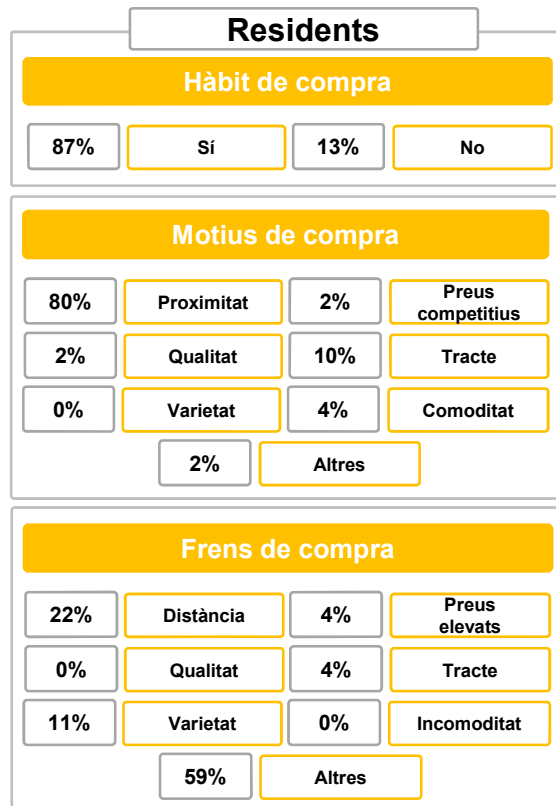 Residents
Hàbit de compra
87% Sí 13% No
Motius de compra
80% Proximitat 2% Preus
competitius
2% Qualitat 10% Tracte
0% Varietat 4% Comoditat
2% Altres
Frens de compra
22% Distància 4% Preus
elevats
0% Qualitat 4% Tracte
11% Varietat 0% Incomoditat
59% Altres